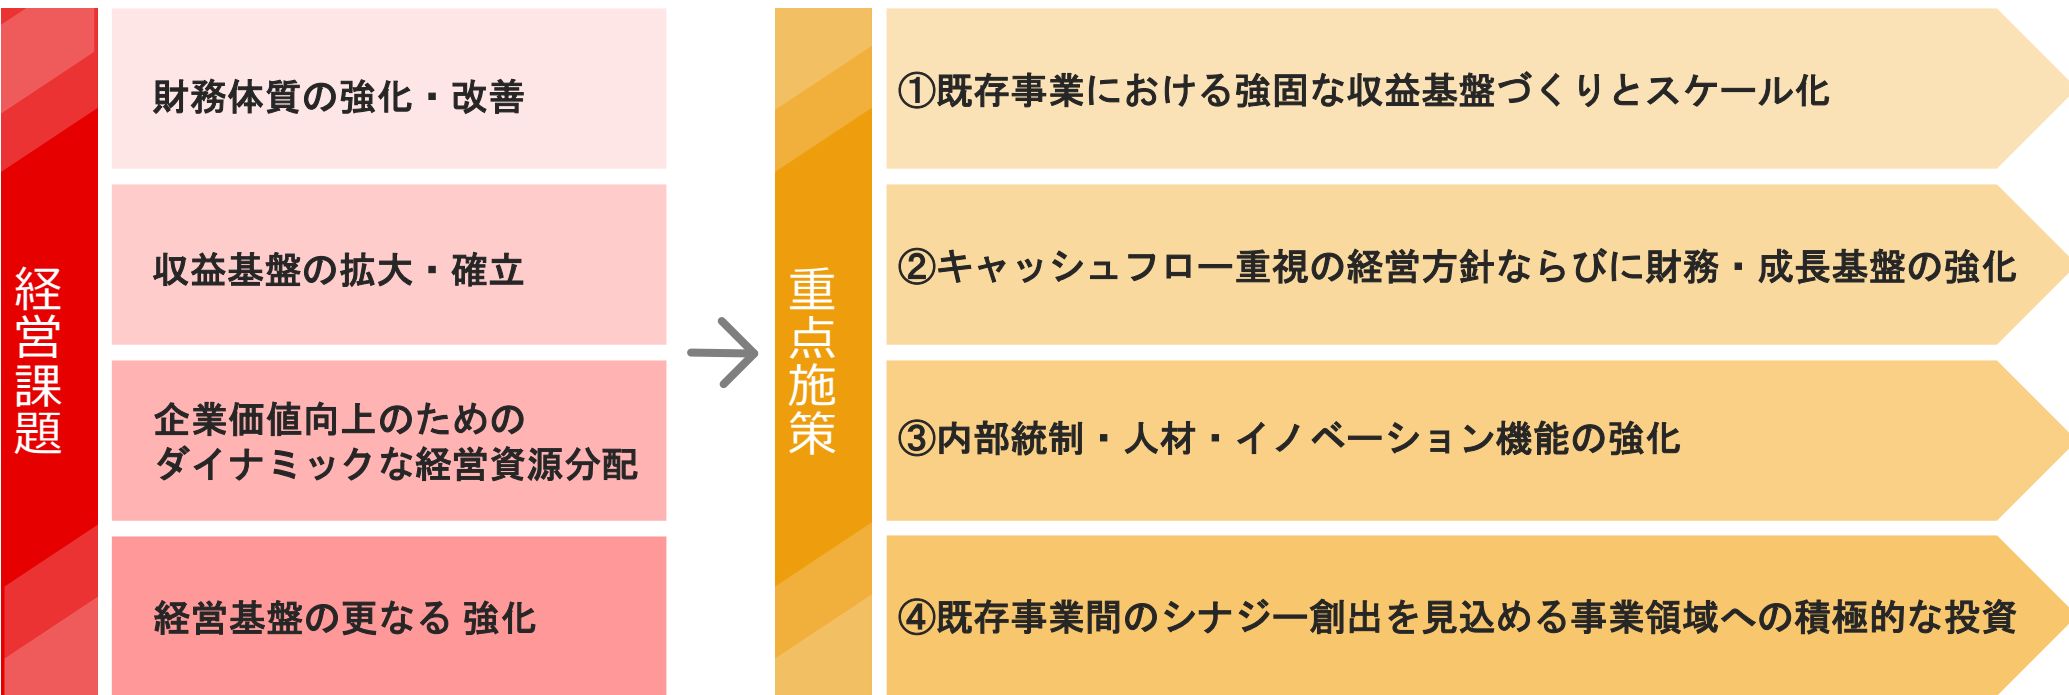 経営課題
財務体質の強化・改善
収益基盤の拡大・確立
企業価値向上のための
ダイナミックな経営資源分配
経営基盤の更なる 強化
重点施策
①既存事業における強固な収益基盤づくりとスケール化
②キャッシュフロー重視の経営方針ならびに財務・成長基盤の強化
③内部統制・人材・イノベーション機能の強化
④既存事業間のシナジー創出を見込める事業領域への積極的な投資